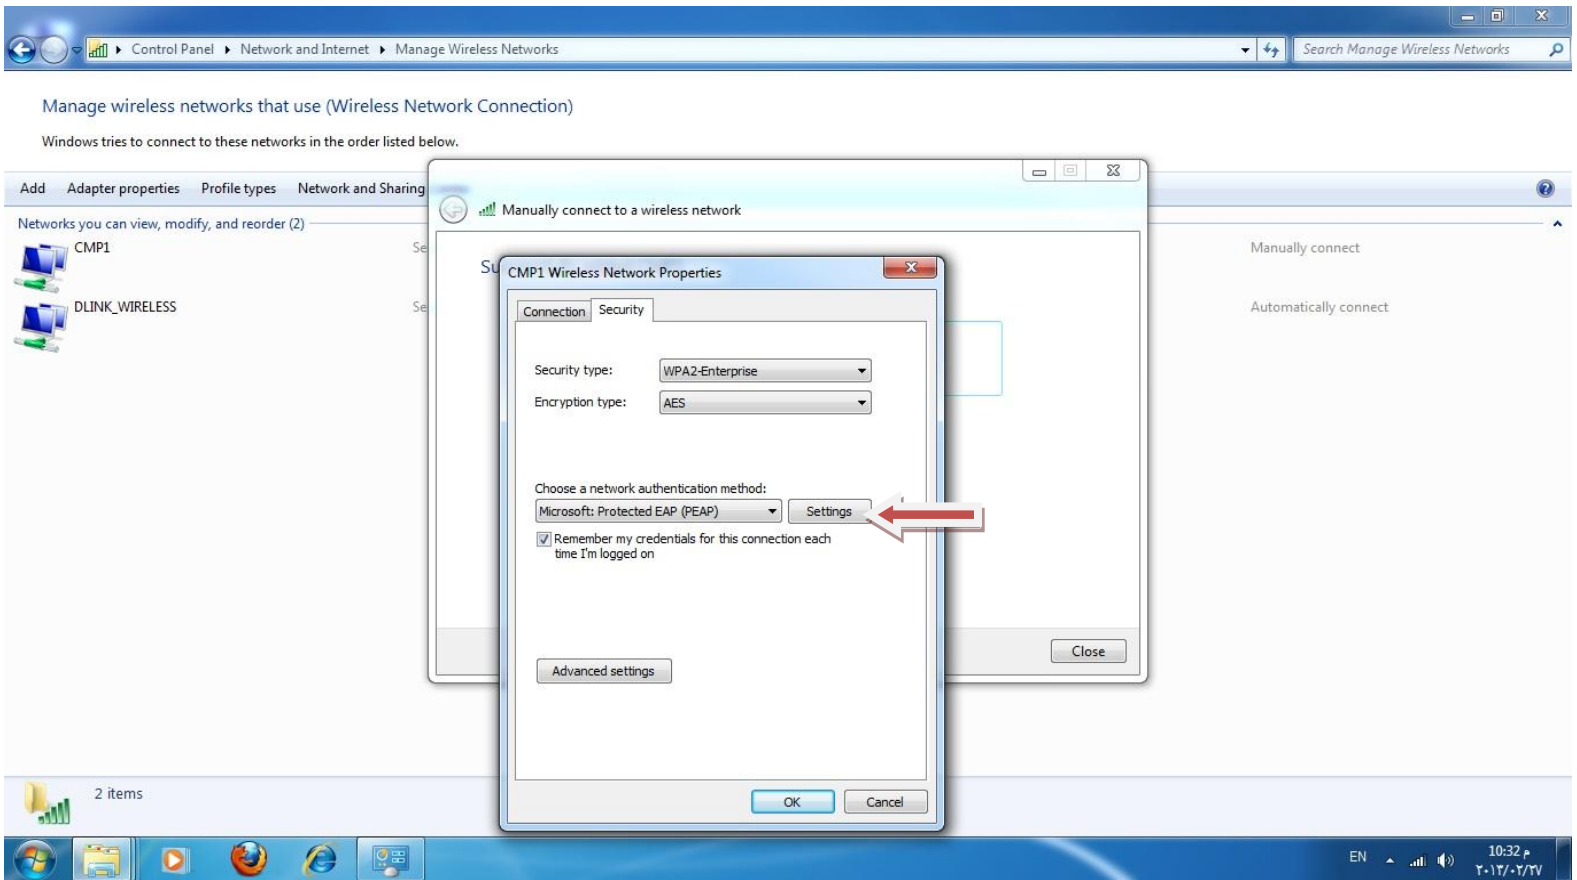 Control Panel Network and Internet Manage Wireless Networks
Search Manage Wireless Networks
Manage wireless networks that use (Wireless Network Connection)
Windows tries to connect to these networks in the order listed below.
Add Adapter properties Profile types Network and Sharing
Networks you can view, modify, and reorder (2)
CMP1 Se Manually connect
DLINK_WIRELESS Se Automatically connect
Manually connect to a wireless network
Su
CMP1 Wireless Network Properties
Connection Security
Security type: WPA2-Enterprise
Encryption type: AES
Choose a network authentication method:
Microsoft: Protected EAP (PEAP) Settings
Remember my credentials for this connection each
time I'm logged on
Advanced settings
Close
OK Cancel
2 items
EN
10:32 م
٢٠١٣/٠٢/٢٧